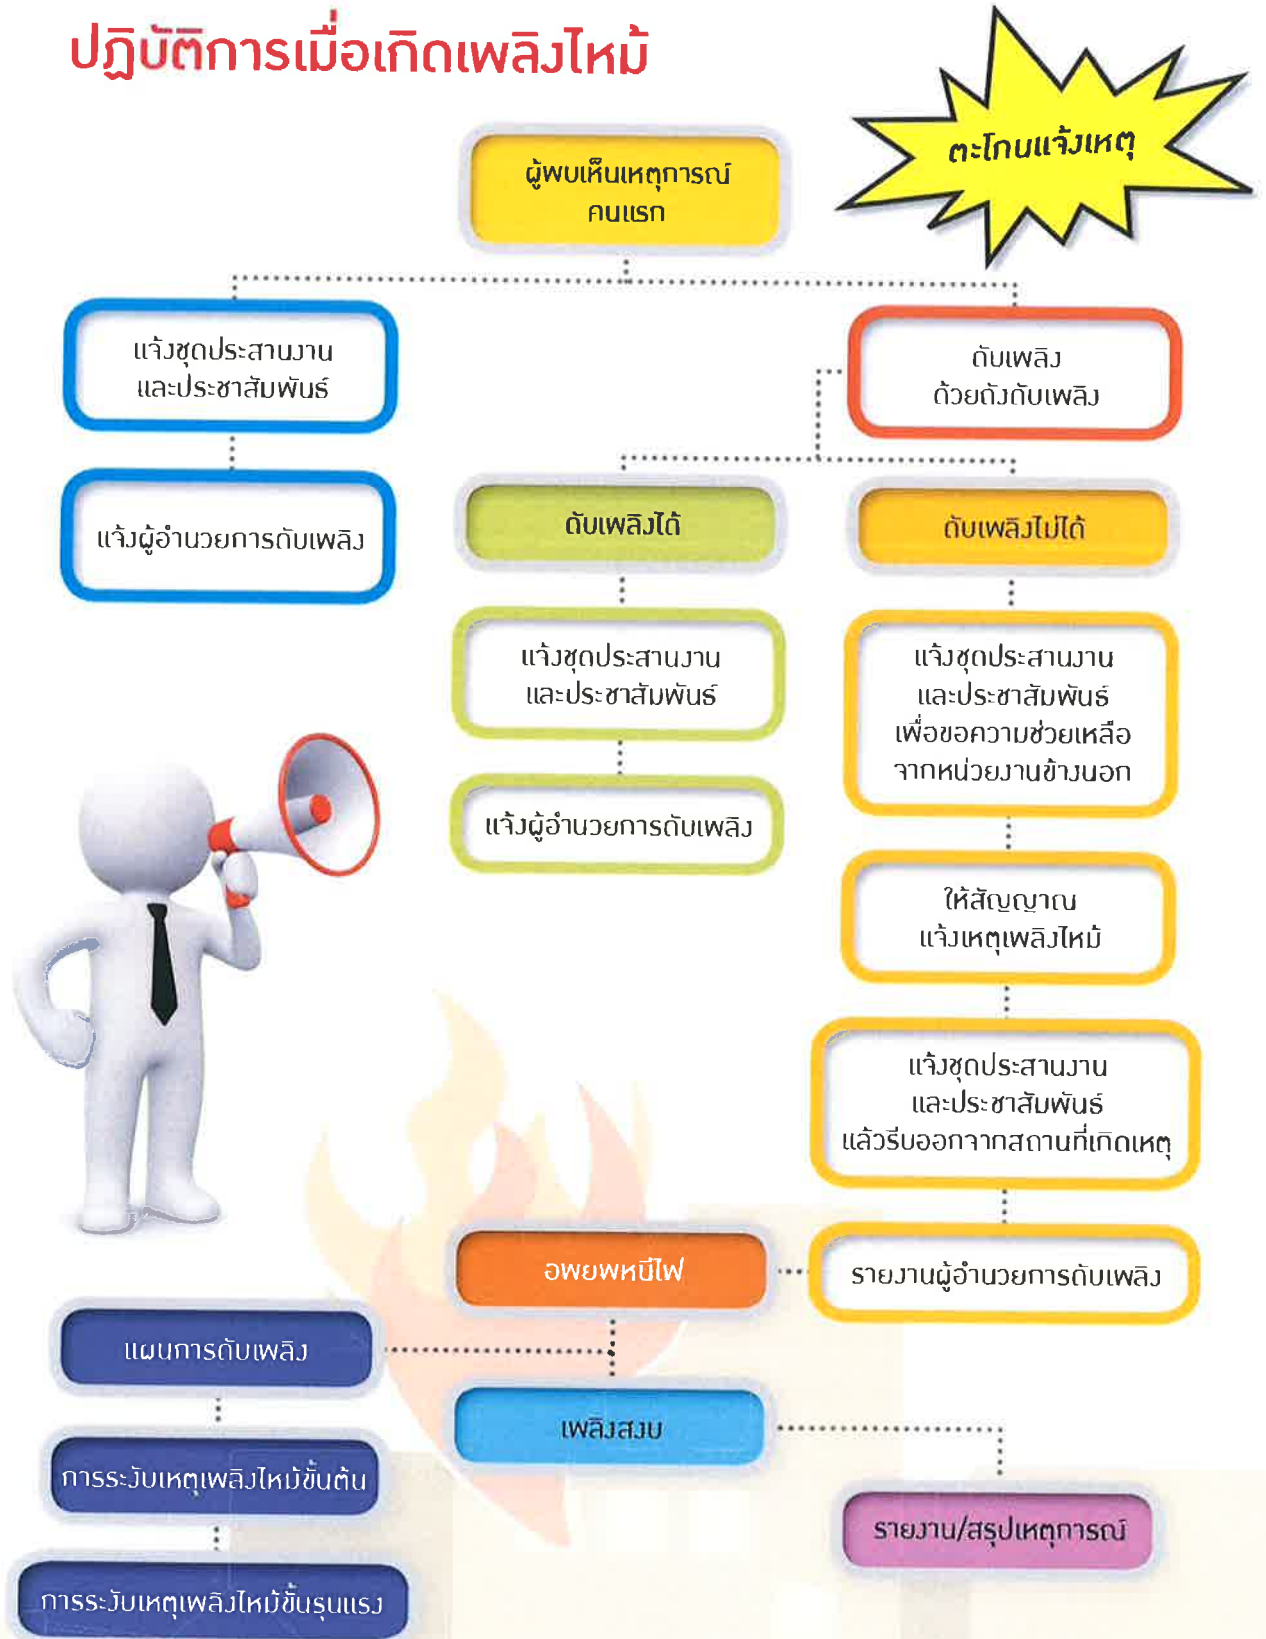 ปฏิบัติการเมื่อเกิดเพลิงไหม้
ตะโกนแจ้งเหตุ
ผู้พบเห็นเหตุการณ์
คนแรก
แจ้งชุดประสานงาน
และประชาสัมพันธ์
ดับเพลิง
ด้วยถังดับเพลิง
แจ้งผู้อำนวยการดับเพลิง
ดับเพลิงได้
ดับเพลิงไม่ได้
แจ้งชุดประสานงาน
และประชาสัมพันธ์
แจ้งชุดประสานงาน
และประชาสัมพันธ์
เพื่อขอความช่วยเหลือ
จากหน่วยงานข้างนอก
แจ้งผู้อำนวยการดับเพลิง
ให้สัญญาณ
แจ้งเหตุเพลิงไหม้
แจ้งชุดประสานงาน
และประชาสัมพันธ์
แล้วรีบออกจากสถานที่เกิดเหตุ
อพยพหนีไฟ
รายงานผู้อำนวยการดับเพลิง
แผนการดับเพลิง
เพลิงสงบ
การระงับเหตุเพลิงไหม้ขั้นต้น
รายงาน/สรุปเหตุการณ์
การระงับเหตุเพลิงไหม้ขั้นรุนแรง